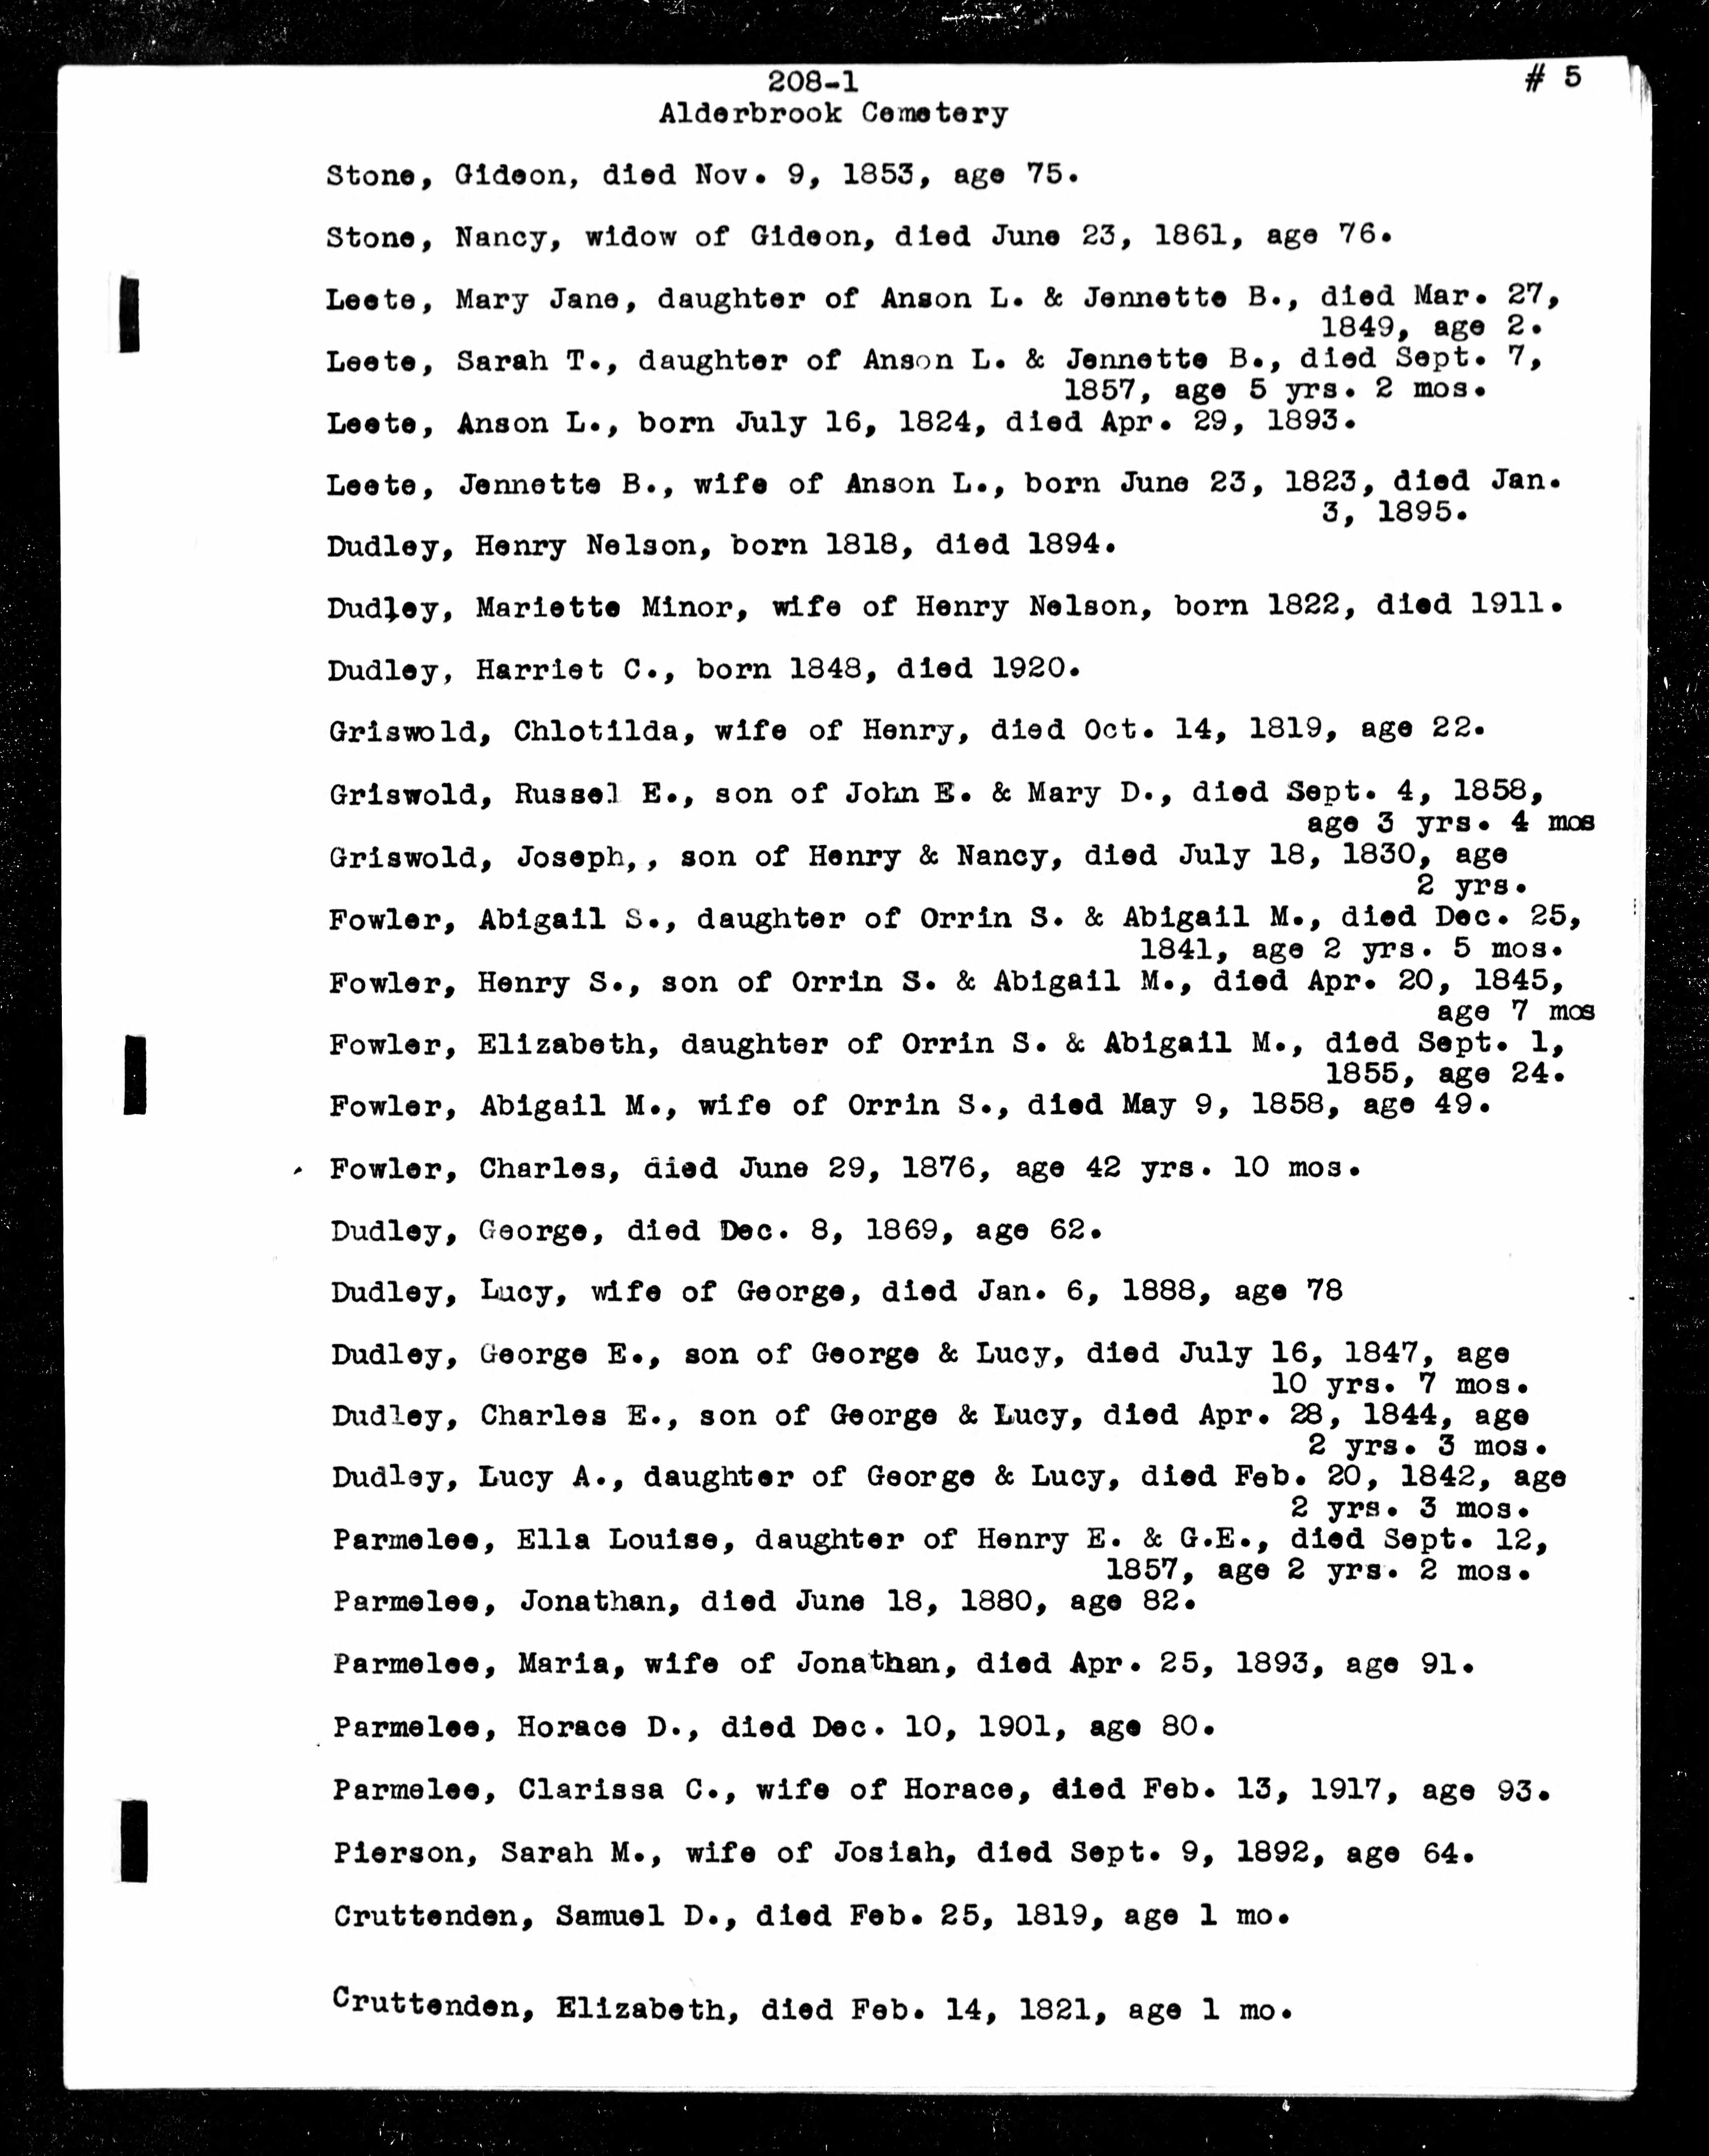 208-1
# 5
Alderbrook Cemetery
Stone, Gideon, died Nov. 9, 1853, age 75.
Stone, Nancy, widow of Gideon, died June 23, 1861, age 76.
Leete, Mary Jane, daughter of Anson L. & Jennette B., died Mar. 27,
1849, age 2.
Leete, Sarah T., daughter of Anson L. & Jennette B., died Sept. 7,
1857, age 5 yrs. 2 mos.
Leete, Anson L., born July 16, 1824, died Apr. 29, 1893.
Leete, Jennette B., wife of Anson L., born June 23, 1823, died Jan.
3, 1895.
Dudley, Henry Nelson, born 1818, died 1894.
Dudley, Mariette Minor, wife of Henry Nelson, born 1822, died 1911.
Dudley, Harriet C., born 1848, died 1920.
Griswold, Chlotilda, wife of Henry, died Oct. 14, 1819, age 22.
Griswold, Russel E., son of John E. & Mary D., died Sept. 4, 1858,
age 3 yrs. 4 mos
Griswold, Joseph,, son of Henry & Nancy, died July 18, 1830, age
2 yrs.
Fowler, Abigail S., daughter of Orrin S. & Abigail M., died Dec. 25,
1841, age 2 yrs. 5 mos.
Fowler, Henry S., son of Orrin S. & Abigail M., died Apr. 20, 1845,
age 7 mos
Fowler, Elizabeth, daughter of Orrin S. & Abigail M., died Sept. 1,
1855, age 24.
Fowler, Abigail M., wife of Orrin S., died May 9, 1858, age 49.
Fowler, Charles, died June 29, 1876, age 42 yrs. 10 mos.
Dudley, George, died Dec. 8, 1869, age 62.
Dudley, Lucy, wife of George, died Jan. 6, 1888, age 78
Dudley, George E., son of George & Lucy, died July 16, 1847, age
10 yrs. 7 mos.
Dudley, Charles E., son of George & Lucy, died Apr. 28, 1844, age
2 yrs. 3 mos.
Dudley, Lucy A., daughter of George & Lucy, died Feb. 20, 1842, age
2 yrs. 3 mos.
Parmelee, Ella Louise, daughter of Henry E. & G.E., died Sept. 12,
1857, age 2 yrs. 2 mos.
Parmelee, Jonathan, died June 18, 1880, age 82.
Parmelee, Maria, wife of Jonathan, died Apr. 25, 1893, age 91.
Parmelee, Horace D., died Dec. 10, 1901, age 80.
Parmelee, Clarissa C., wife of Horace, died Feb. 13, 1917, age 93.
Pierson, Sarah M., wife of Josiah, died Sept. 9, 1892, age 64.
Cruttenden, Samuel D., died Feb. 25, 1819, age 1 mo.
Cruttenden, Elizabeth, died Feb. 14, 1821, age 1 mo.